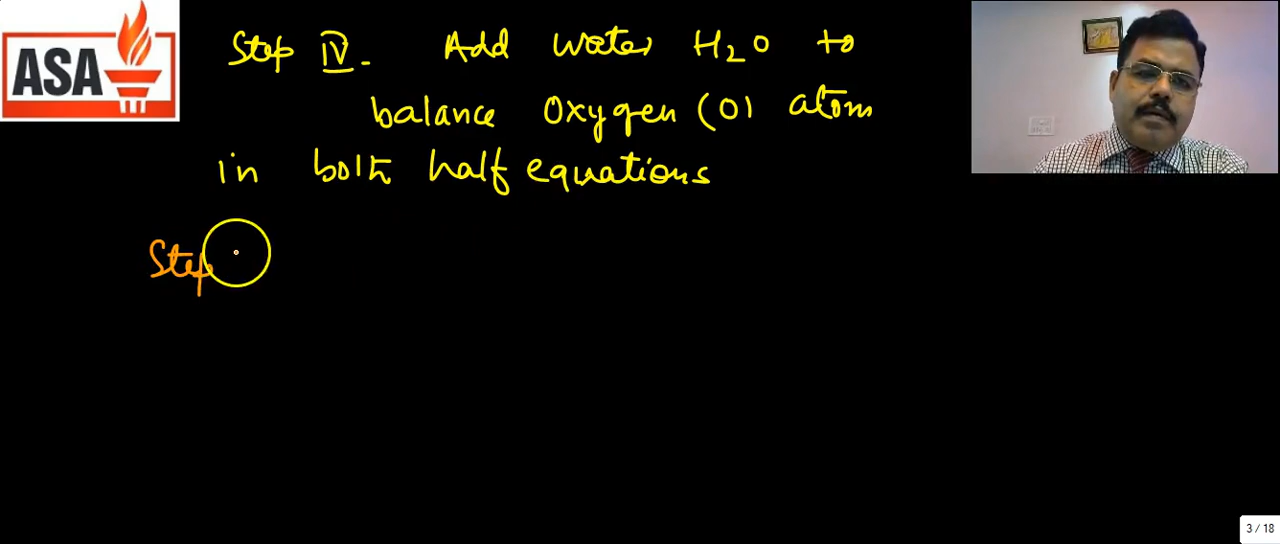 ASA
Step IV. Add water H2O to
balance Oxygen (O) atom
in both half equations
Step
3 / 18